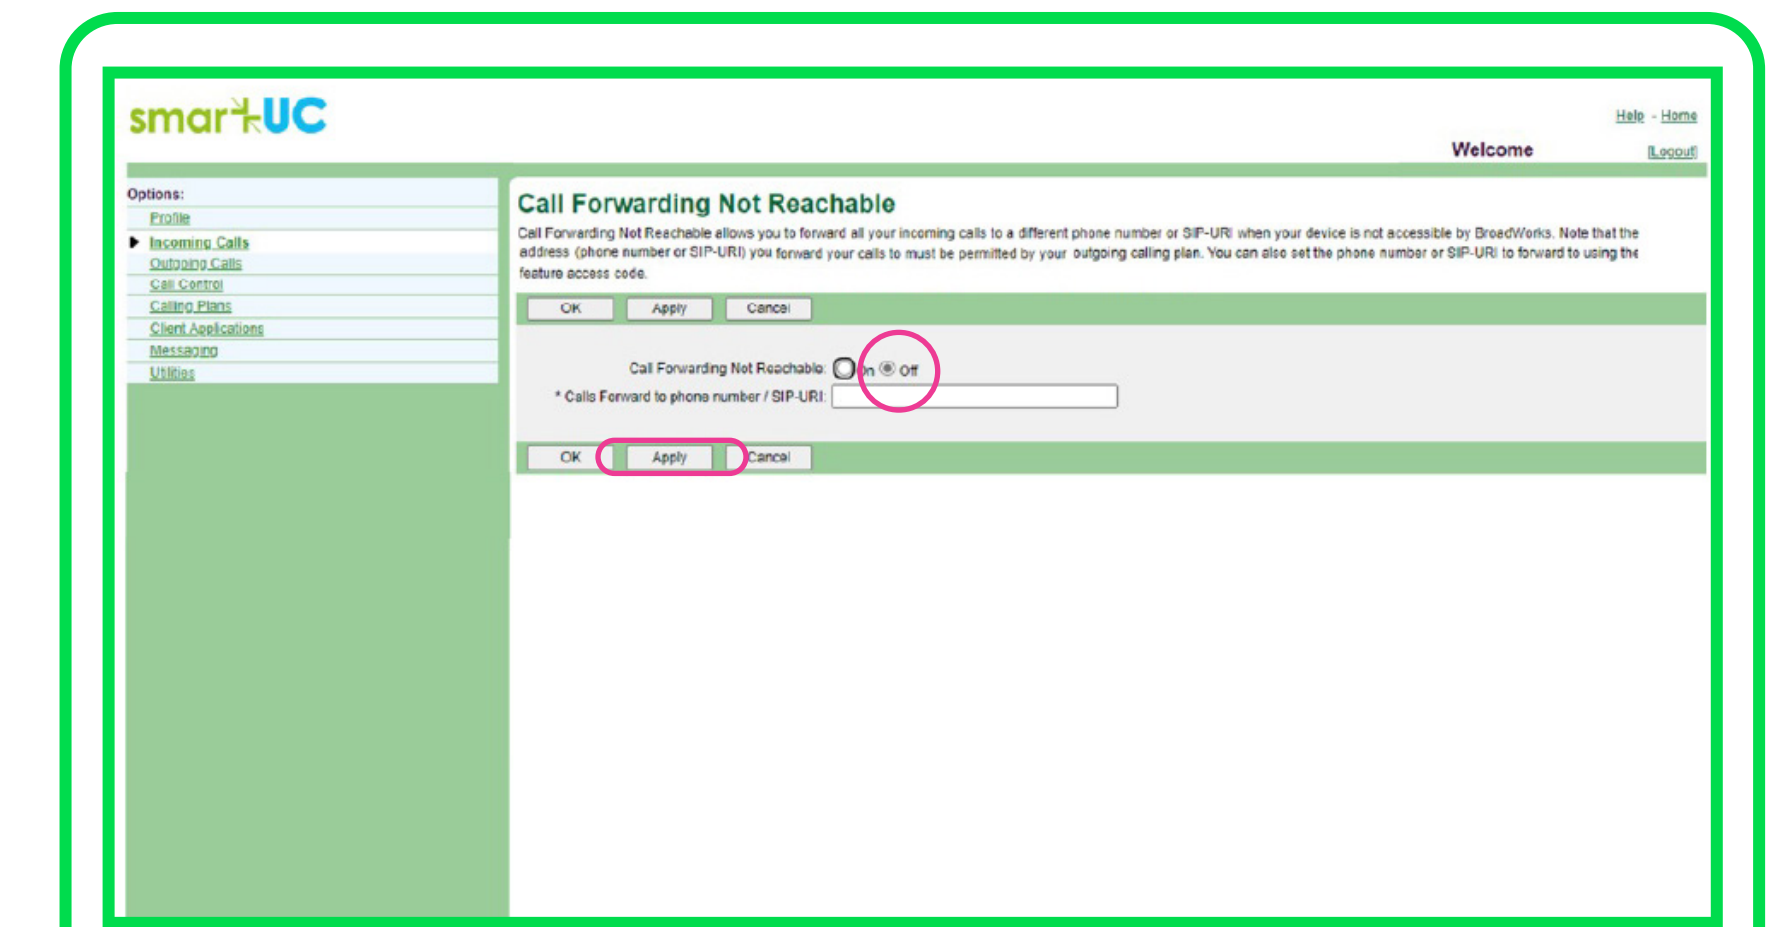 smartUC
Help - Home
Welcome [Logout]
Options:
Profile
Incoming Calls
Outgoing Calls
Call Control
Calling Plans
Client Applications
Messaging
Utilities
Call Forwarding Not Reachable
Call Forwarding Not Reachable allows you to forward all your incoming calls to a different phone number or SIP-URI when your device is not accessible by BroadWorks. Note that the
address (phone number or SIP-URI) you forward your calls to must be permitted by your outgoing calling plan. You can also set the phone number or SIP-URI to forward to using the
feature access code.
OK Apply Cancel
Call Forwarding Not Reachable: On Off
* Calls Forward to phone number / SIP-URI:
OK Apply Cancel